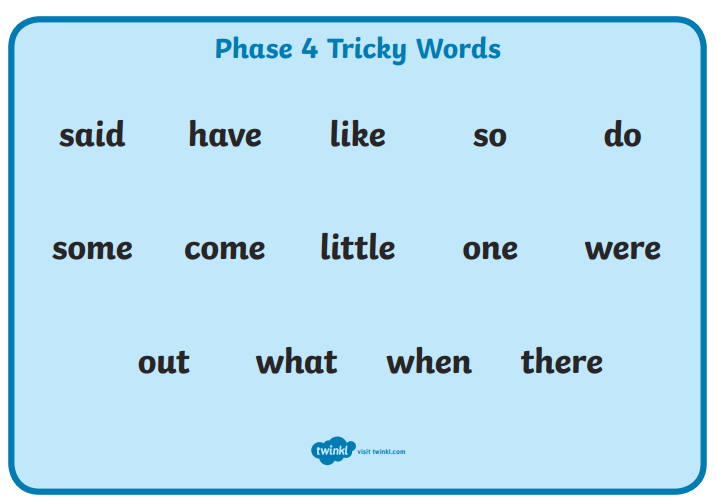 Phase 4 Tricky Words
said have like so do
some come little one were
out what when there
twinkl visit twinkl.com